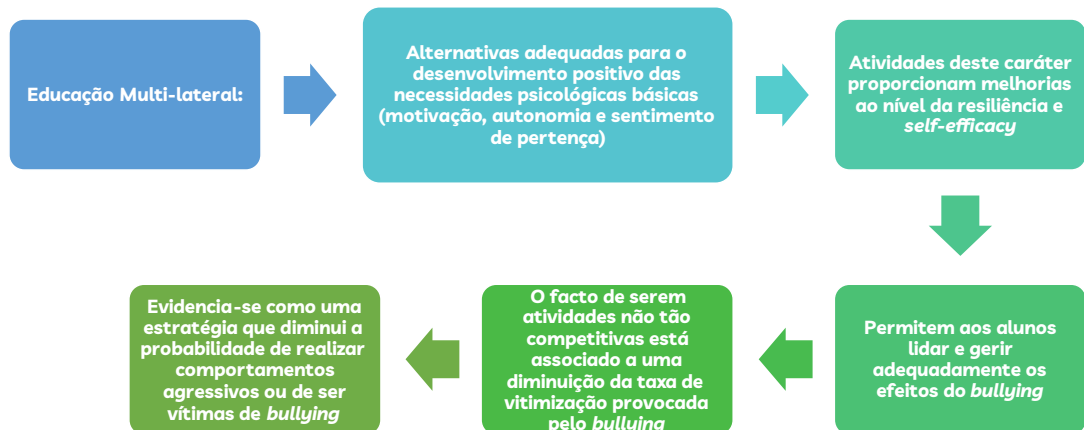 Educação Multi-lateral:
Alternativas adequadas para o
desenvolvimento positivo das
necessidades psicológicas básicas
(motivação, autonomia e sentimento
de pertença)
Atividades deste caráter
proporcionam melhorias
ao nível da resiliência e
self-efficacy
Permitem aos alunos
lidar e gerir
adequadamente os
efeitos do bullying
O facto de serem
atividades não tão
competitivas está
associado a uma
diminuição da taxa de
vitimização provocada
pelo bullying
Evidencia-se como uma
estratégia que diminui a
probabilidade de realizar
comportamentos
agressivos ou de ser
vítimas de bullying